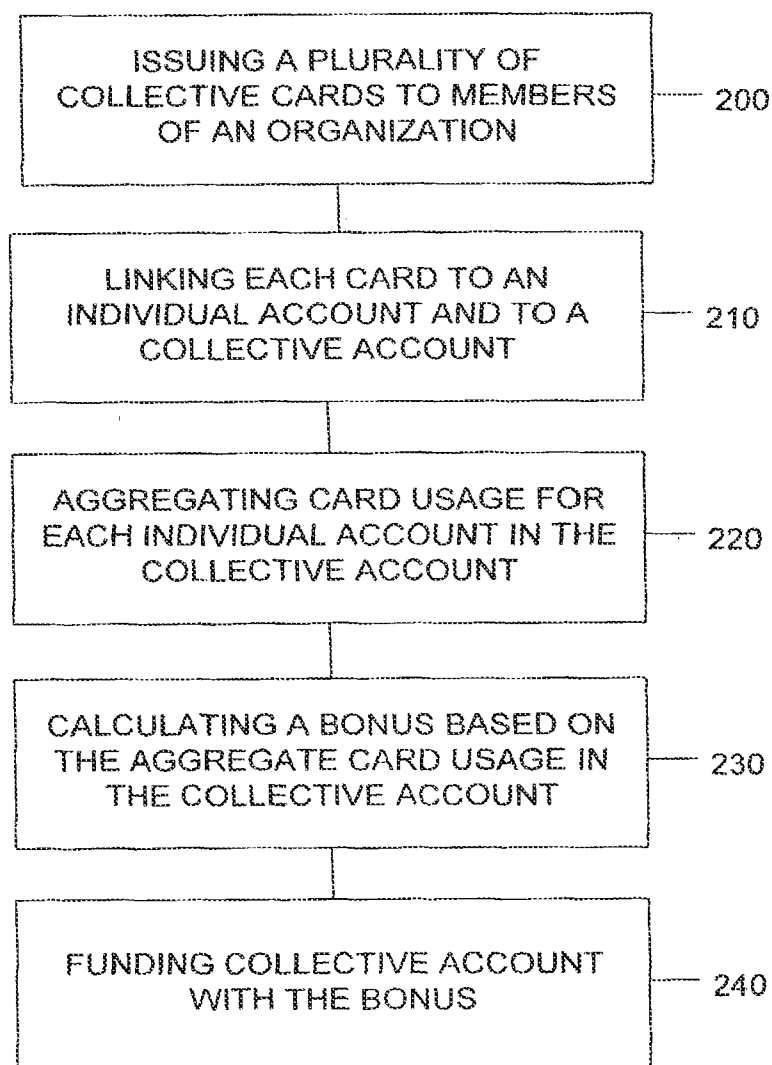 ISSUING A PLURALITY OF
COLLECTIVE CARDS TO MEMBERS
OF AN ORGANIZATION
200
LINKING EACH CARD TO AN
INDIVIDUAL ACCOUNT AND TO A
COLLECTIVE ACCOUNT
210
AGGREGATING CARD USAGE FOR
EACH INDIVIDUAL ACCOUNT IN THE
COLLECTIVE ACCOUNT
220
CALCULATING A BONUS BASED ON
THE AGGREGATE CARD USAGE IN
THE COLLECTIVE ACCOUNT
230
FUNDING COLLECTIVE ACCOUNT
WITH THE BONUS
240